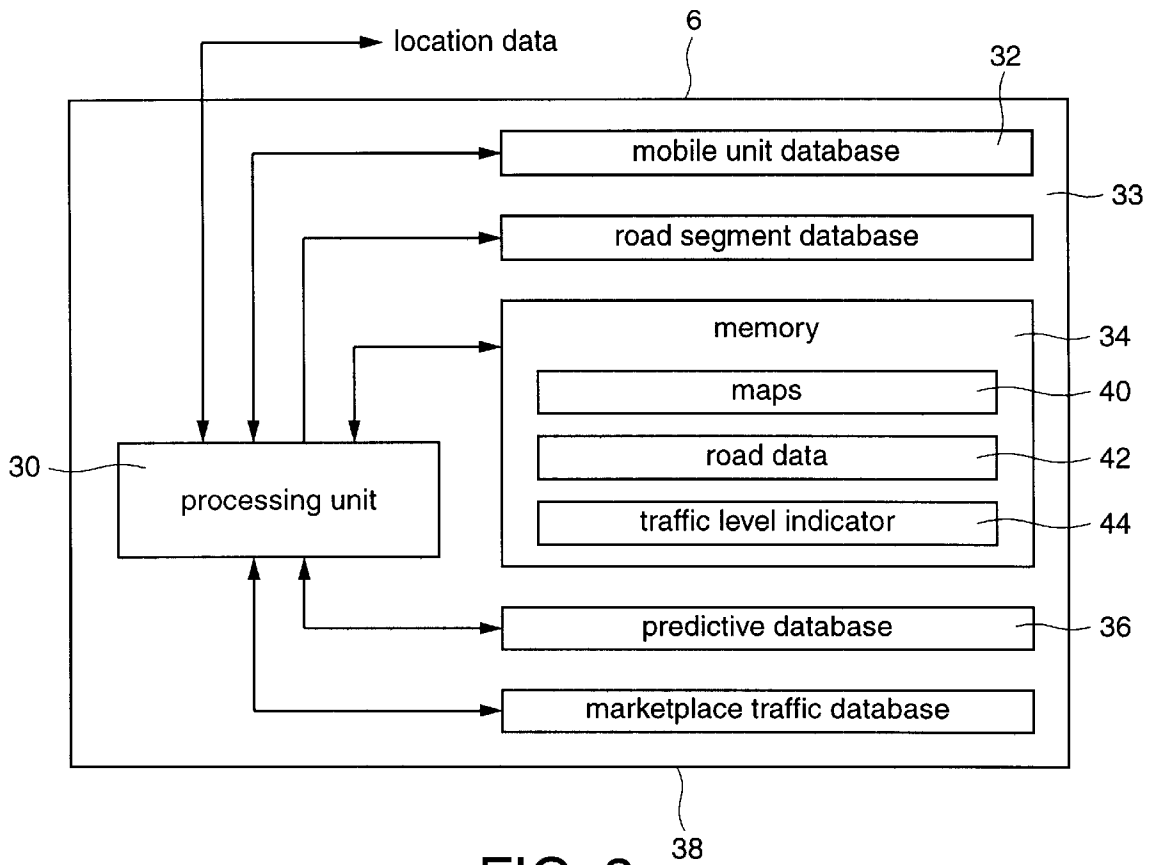 6
location data
32
mobile unit database
33
road segment database
memory
34
maps
40
30
road data
42
processing unit
traffic level indicator
44
predictive database
36
marketplace traffic database
38
FIG.